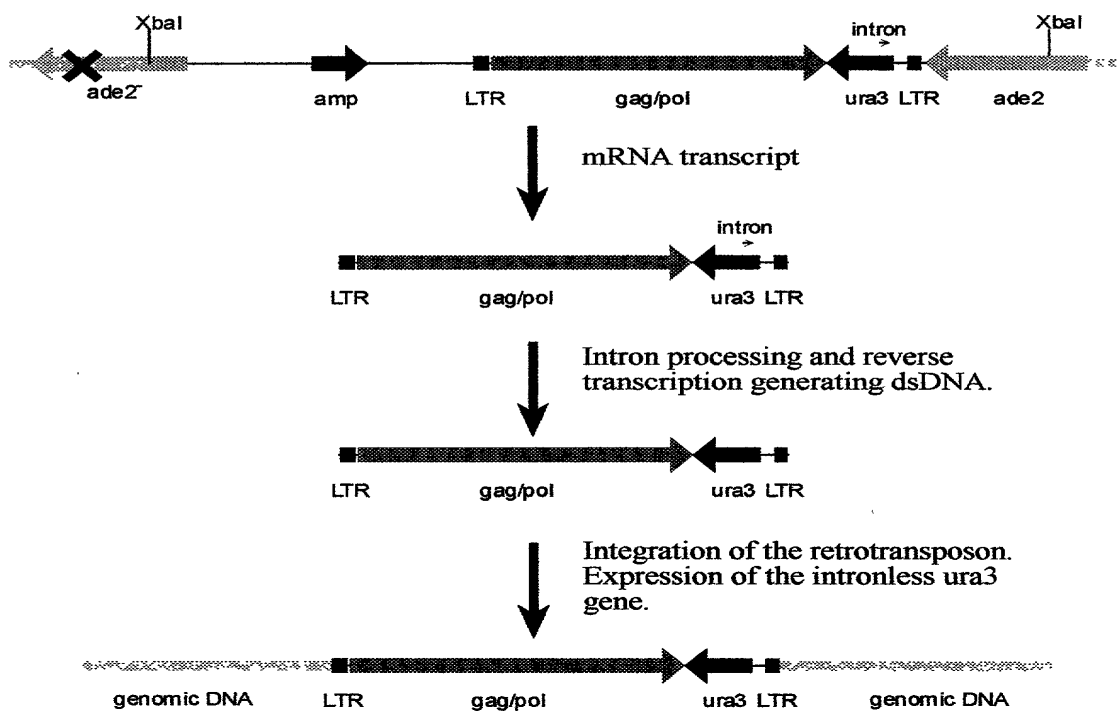 XbaI XbaI
intron
ade2⁻ amp LTR gag/pol ura3 LTR ade2
mRNA transcript
intron
LTR gag/pol ura3 LTR
Intron processing and reverse
transcription generating dsDNA.
LTR gag/pol ura3 LTR
Integration of the retrotransposon.
Expression of the intronless ura3
gene.
genomic DNA LTR gag/pol ura3 LTR genomic DNA